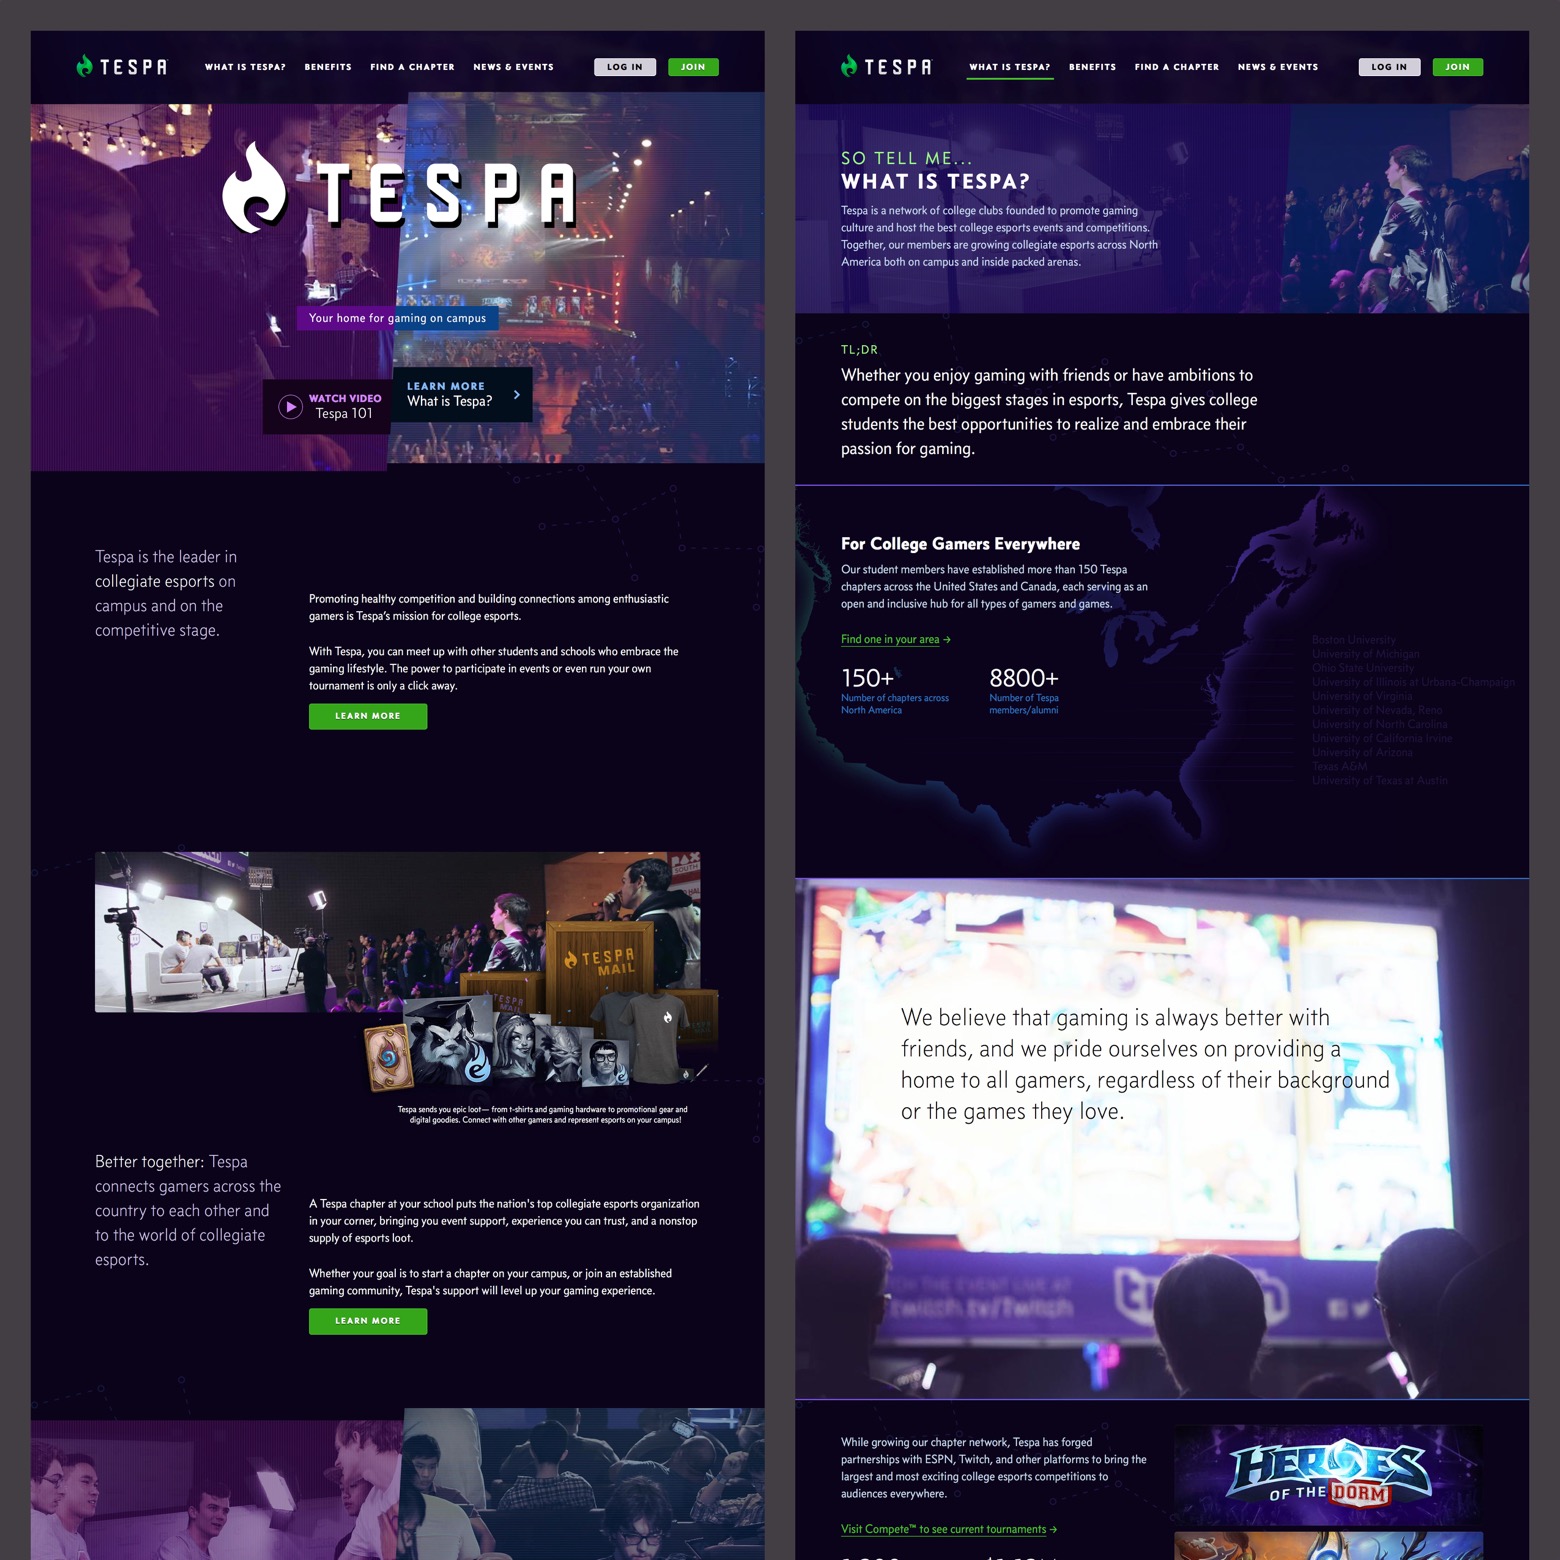 TESPA
WHAT IS TESPA?
BENEFITS
FIND A CHAPTER
NEWS & EVENTS
LOG IN
JOIN
TESPA
Your home for gaming on campus
WATCH VIDEO
Tespa 101
LEARN MORE
What is Tespa?
Tespa is the leader in
collegiate esports on
campus and on the
competitive stage.
Promoting healthy competition and building connections among enthusiastic
gamers is Tespa's mission for college esports.
With Tespa, you can meet up with other students and schools who embrace the
gaming lifestyle. The power to participate in events or even run your own
tournament is only a click away.
LEARN MORE
PAX
SOUTH
TESPA
MAIL
TESPA
Tespa sends you epic loot— from t-shirts and gaming hardware to promotional gear and
digital goodies. Connect with other gamers and represent esports on your campus!
Better together: Tespa
connects gamers across the
country to each other and
to the world of collegiate
esports.
A Tespa chapter at your school puts the nation's top collegiate esports organization
in your corner, bringing you event support, experience you can trust, and a nonstop
supply of esports loot.
Whether your goal is to start a chapter on your campus, or join an established
gaming community, Tespa's support will level up your gaming experience.
LEARN MORE
TESPA
WHAT IS TESPA?
BENEFITS
FIND A CHAPTER
NEWS & EVENTS
LOG IN
JOIN
SO TELL ME...
WHAT IS TESPA?
Tespa is a network of college clubs founded to promote gaming
culture and host the best college esports events and competitions.
Together, our members are growing collegiate esports across North
America both on campus and inside packed arenas.
TL;DR
Whether you enjoy gaming with friends or have ambitions to
compete on the biggest stages in esports, Tespa gives college
students the best opportunities to realize and embrace their
passion for gaming.
For College Gamers Everywhere
Our student members have established more than 150 Tespa
chapters across the United States and Canada, each serving as an
open and inclusive hub for all types of gamers and games.
Find one in your area →
150+
Number of chapters across
North America
8800+
Number of Tespa
members/alumni
Boston University
University of Michigan
Ohio State University
University of Illinois at Urbana-Champaign
University of Virginia
University of Nevada, Reno
University of North Carolina
University of California Irvine
University of Arizona
Texas A&M
University of Texas at Austin
We believe that gaming is always better with
friends, and we pride ourselves on providing a
home to all gamers, regardless of their background
or the games they love.
THE EVENT LIVE AT
twitch.tv/Twitch
While growing our chapter network, Tespa has forged
partnerships with ESPN, Twitch, and other platforms to bring the
largest and most exciting college esports competitions to
audiences everywhere.
Visit Compete™ to see current tournaments →
HEROES
OF THE DORM